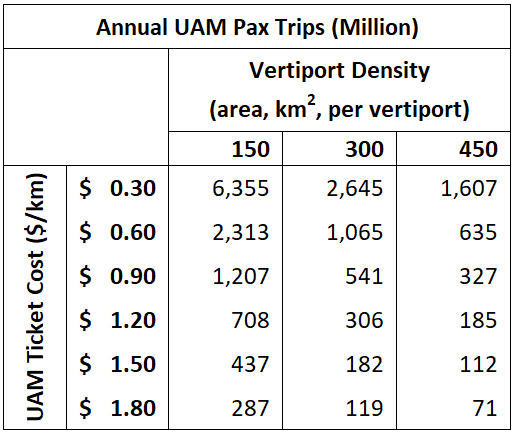 Annual UAM Pax Trips (Million)
Vertiport Density
(area, km², per vertiport)
150 300 450
UAM Ticket Cost ($/km)
$ 0.30 6,355 2,645 1,607
$ 0.60 2,313 1,065 635
$ 0.90 1,207 541 327
$ 1.20 708 306 185
$ 1.50 437 182 112
$ 1.80 287 119 71